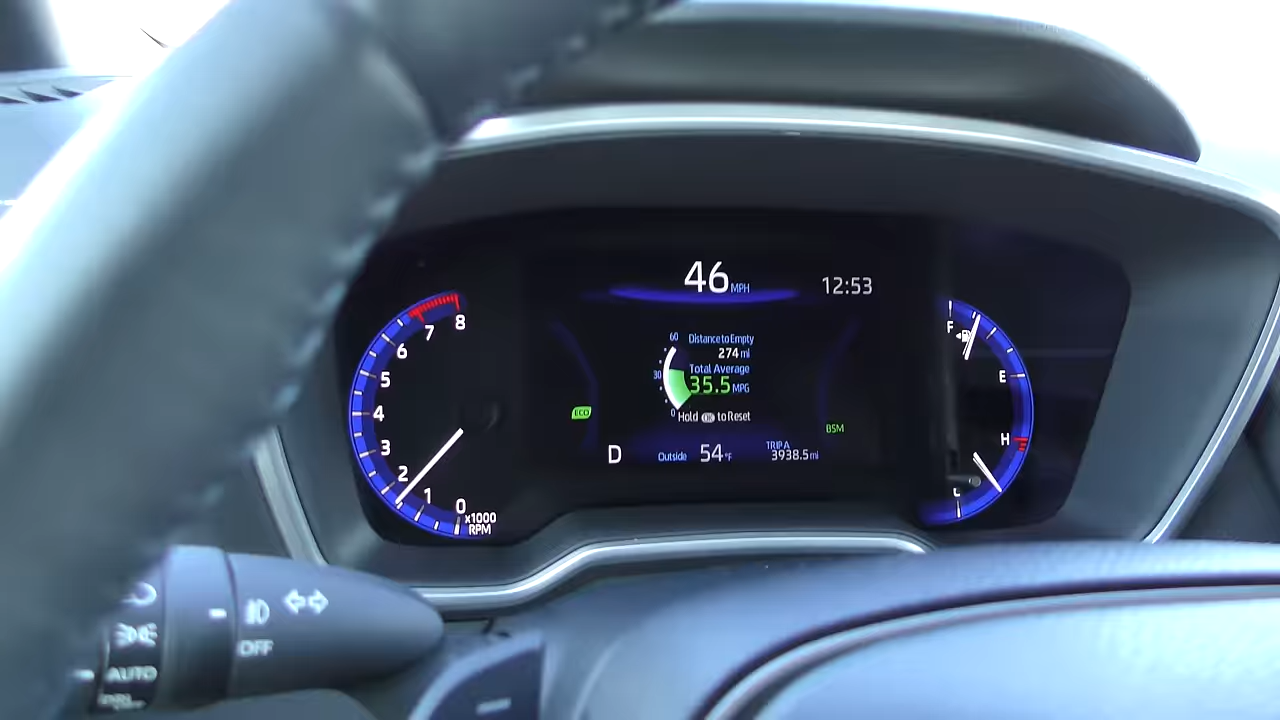 46 MPH
12:53
8
7
6
5
4
3
2
1
0
x1000
RPM
60
30
0
Distance to Empty
274 mi
Total Average
35.5 MPG
Hold OK to Reset
ECO
BSM
D
Outside 54°F
TRIP A
3938.5 mi
F
E
H
OFF
AUTO